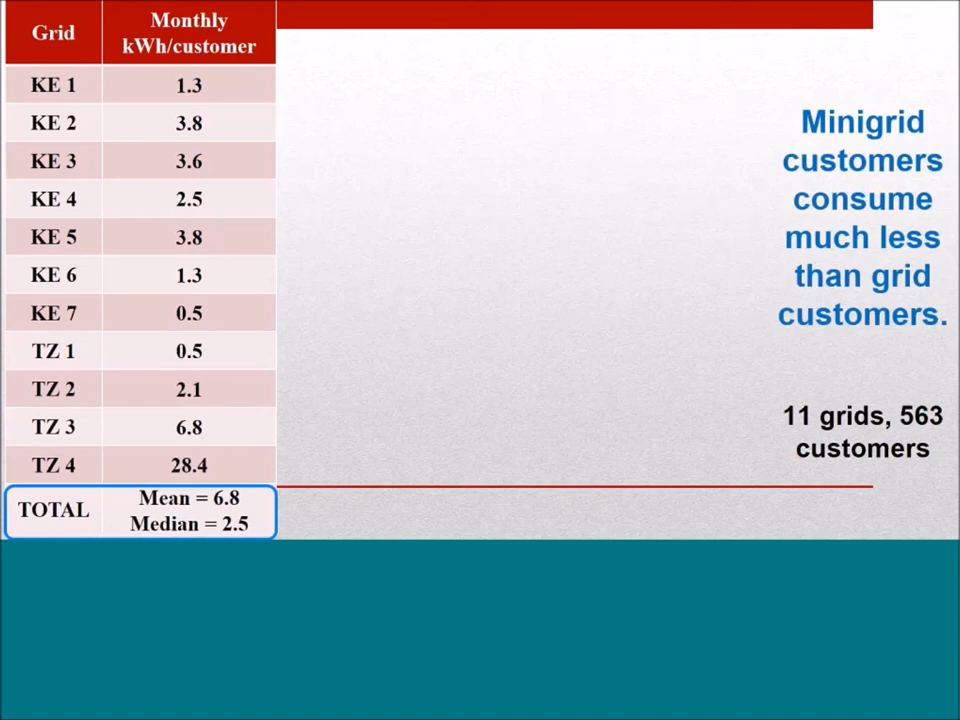 Grid Monthly kWh/customer
KE 1 1.3
KE 2 3.8
KE 3 3.6
KE 4 2.5
KE 5 3.8
KE 6 1.3
KE 7 0.5
TZ 1 0.5
TZ 2 2.1
TZ 3 6.8
TZ 4 28.4
TOTAL Mean = 6.8
Median = 2.5
Minigrid
customers
consume
much less
than grid
customers.
11 grids, 563
customers